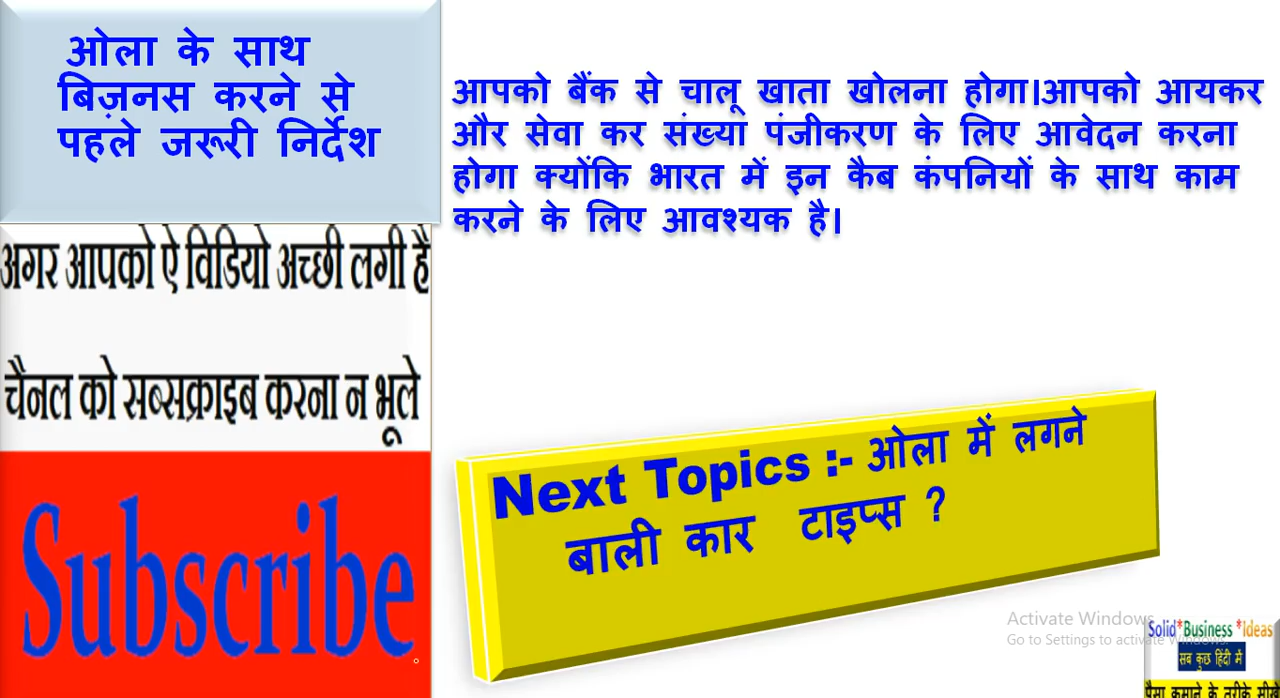 ओला के साथ
बिज़नस करने से
पहले जरूरी निर्देश
आपको बैंक से चालू खाता खोलना होगा।आपको आयकर
और सेवा कर संख्या पंजीकरण के लिए आवेदन करना
होगा क्योंकि भारत में इन कैब कंपनियों के साथ काम
करने के लिए आवश्यक है।
अगर आपको ऐ विडियो अच्छी लगी है
चैनल को सब्सक्राइब करना न भूले
Subscribe
Next Topics :- ओला में लगने
बाली कार टाइप्स ?
Activate Windows
Go to Settings to activate Windows.
Solid*Business *Ideas
सब कुछ हिंदी में
पैसा कमाने के तरीके सीखे